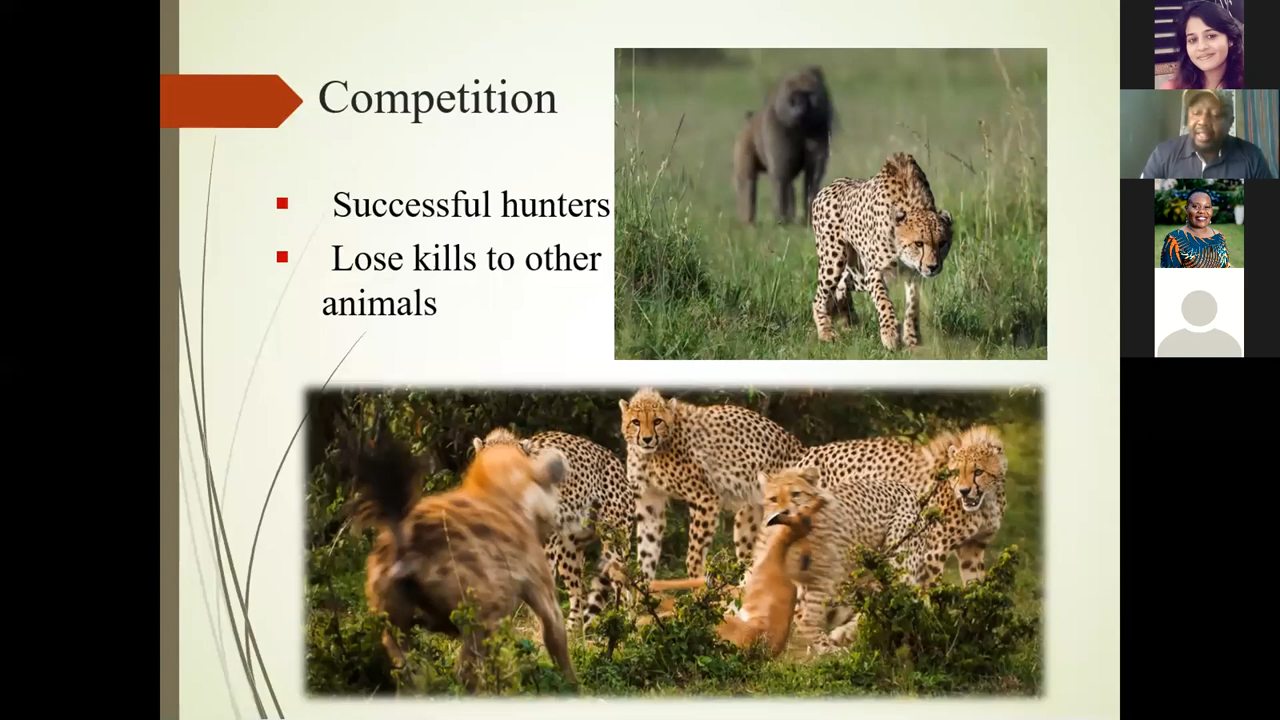 Competition
Successful hunters
Lose kills to other
animals